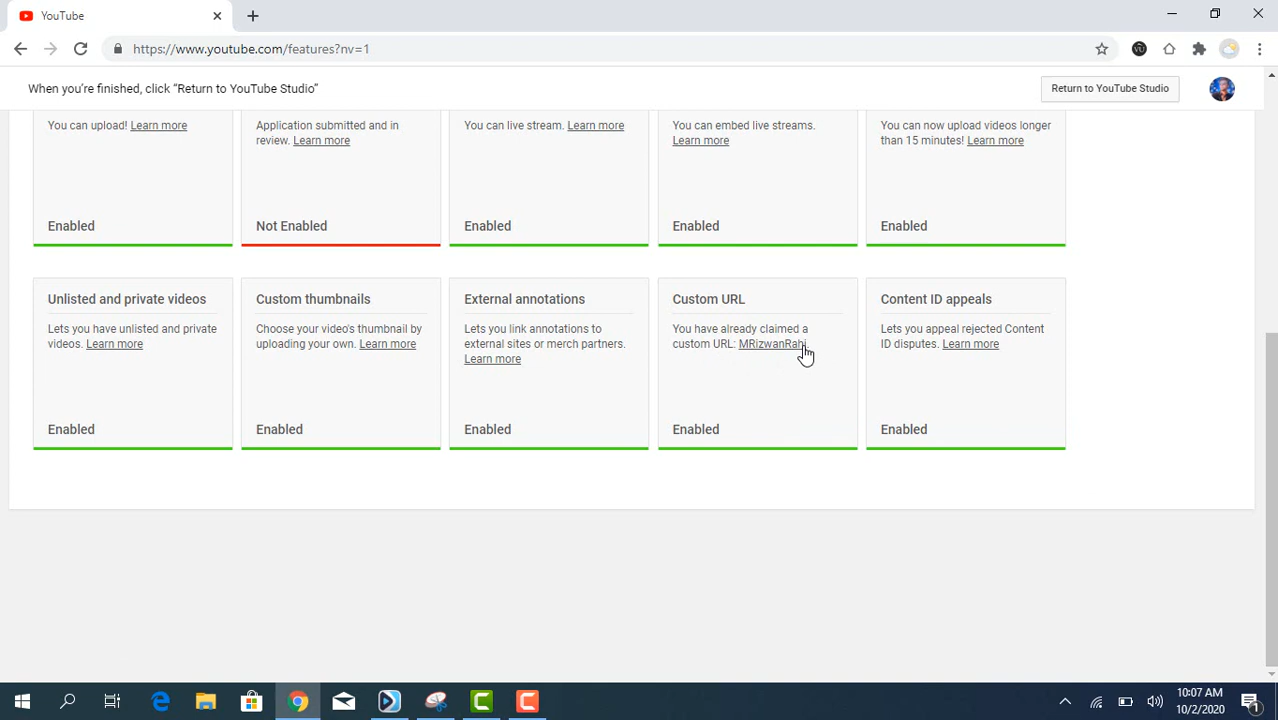 YouTube
https://www.youtube.com/features?nv=1
When you're finished, click "Return to YouTube Studio"
Return to YouTube Studio
You can upload! Learn more
Application submitted and in
review. Learn more
You can live stream. Learn more
You can embed live streams.
Learn more
You can now upload videos longer
than 15 minutes! Learn more
Enabled
Not Enabled
Enabled
Enabled
Enabled
Unlisted and private videos
Lets you have unlisted and private
videos. Learn more
Enabled
Custom thumbnails
Choose your video's thumbnail by
uploading your own. Learn more
Enabled
External annotations
Lets you link annotations to
external sites or merch partners.
Learn more
Enabled
Custom URL
You have already claimed a
custom URL: MRizwanRahi.
Enabled
Content ID appeals
Lets you appeal rejected Content
ID disputes. Learn more
Enabled
10:07 AM
10/2/2020
1